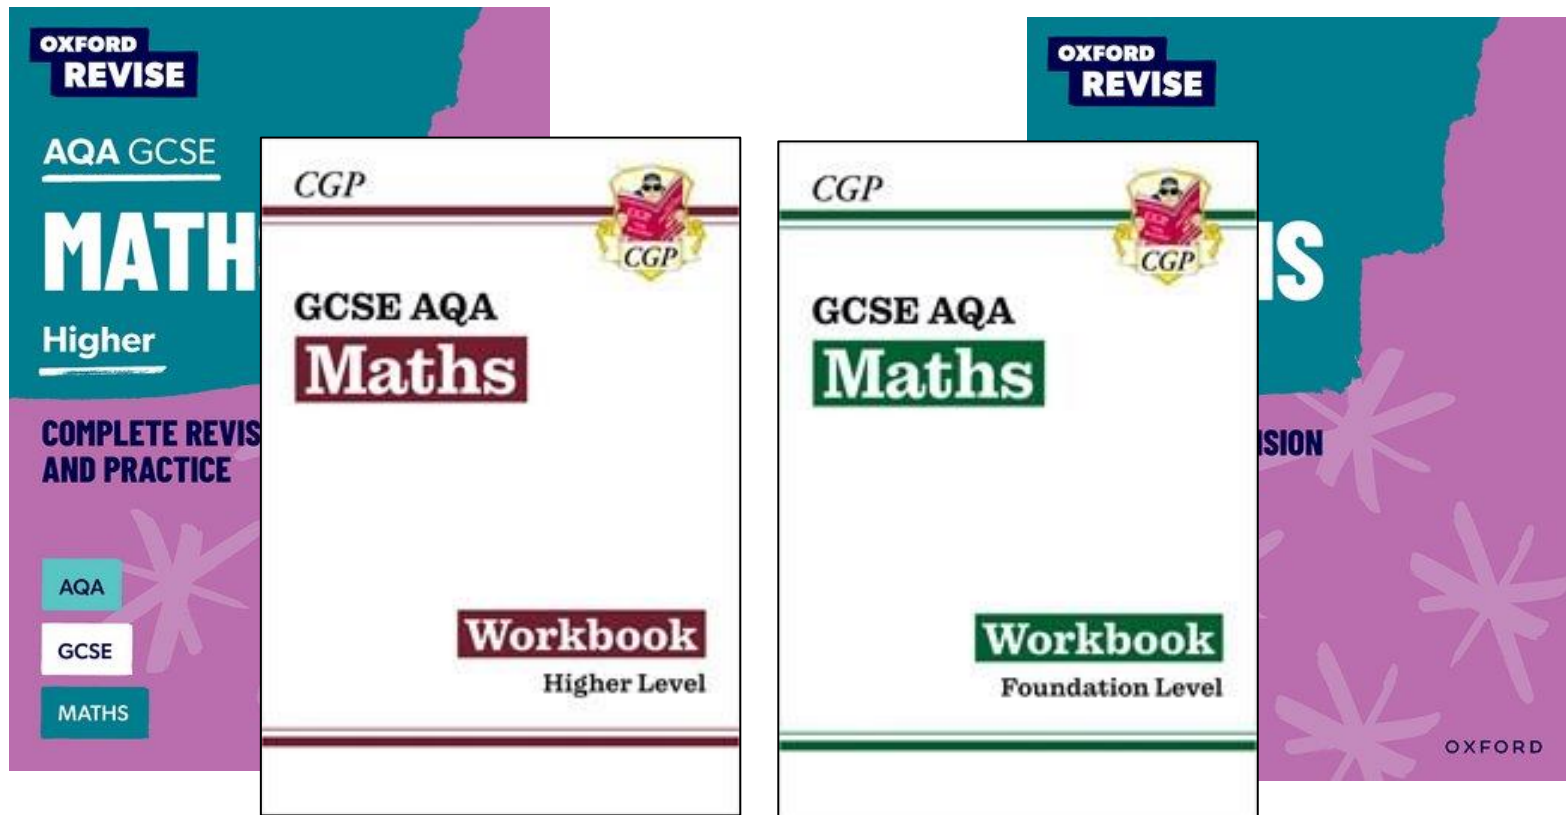 OXFORD
REVISE
AQA GCSE
MATH
Higher
COMPLETE REVIS
AND PRACTICE
AQA
GCSE
MATHS
CGP
CGP
GCSE AQA
Maths
Workbook
Higher Level
CGP
CGP
GCSE AQA
Maths
Workbook
Foundation Level
OXFORD
REVISE
IS
ISION
OXFORD